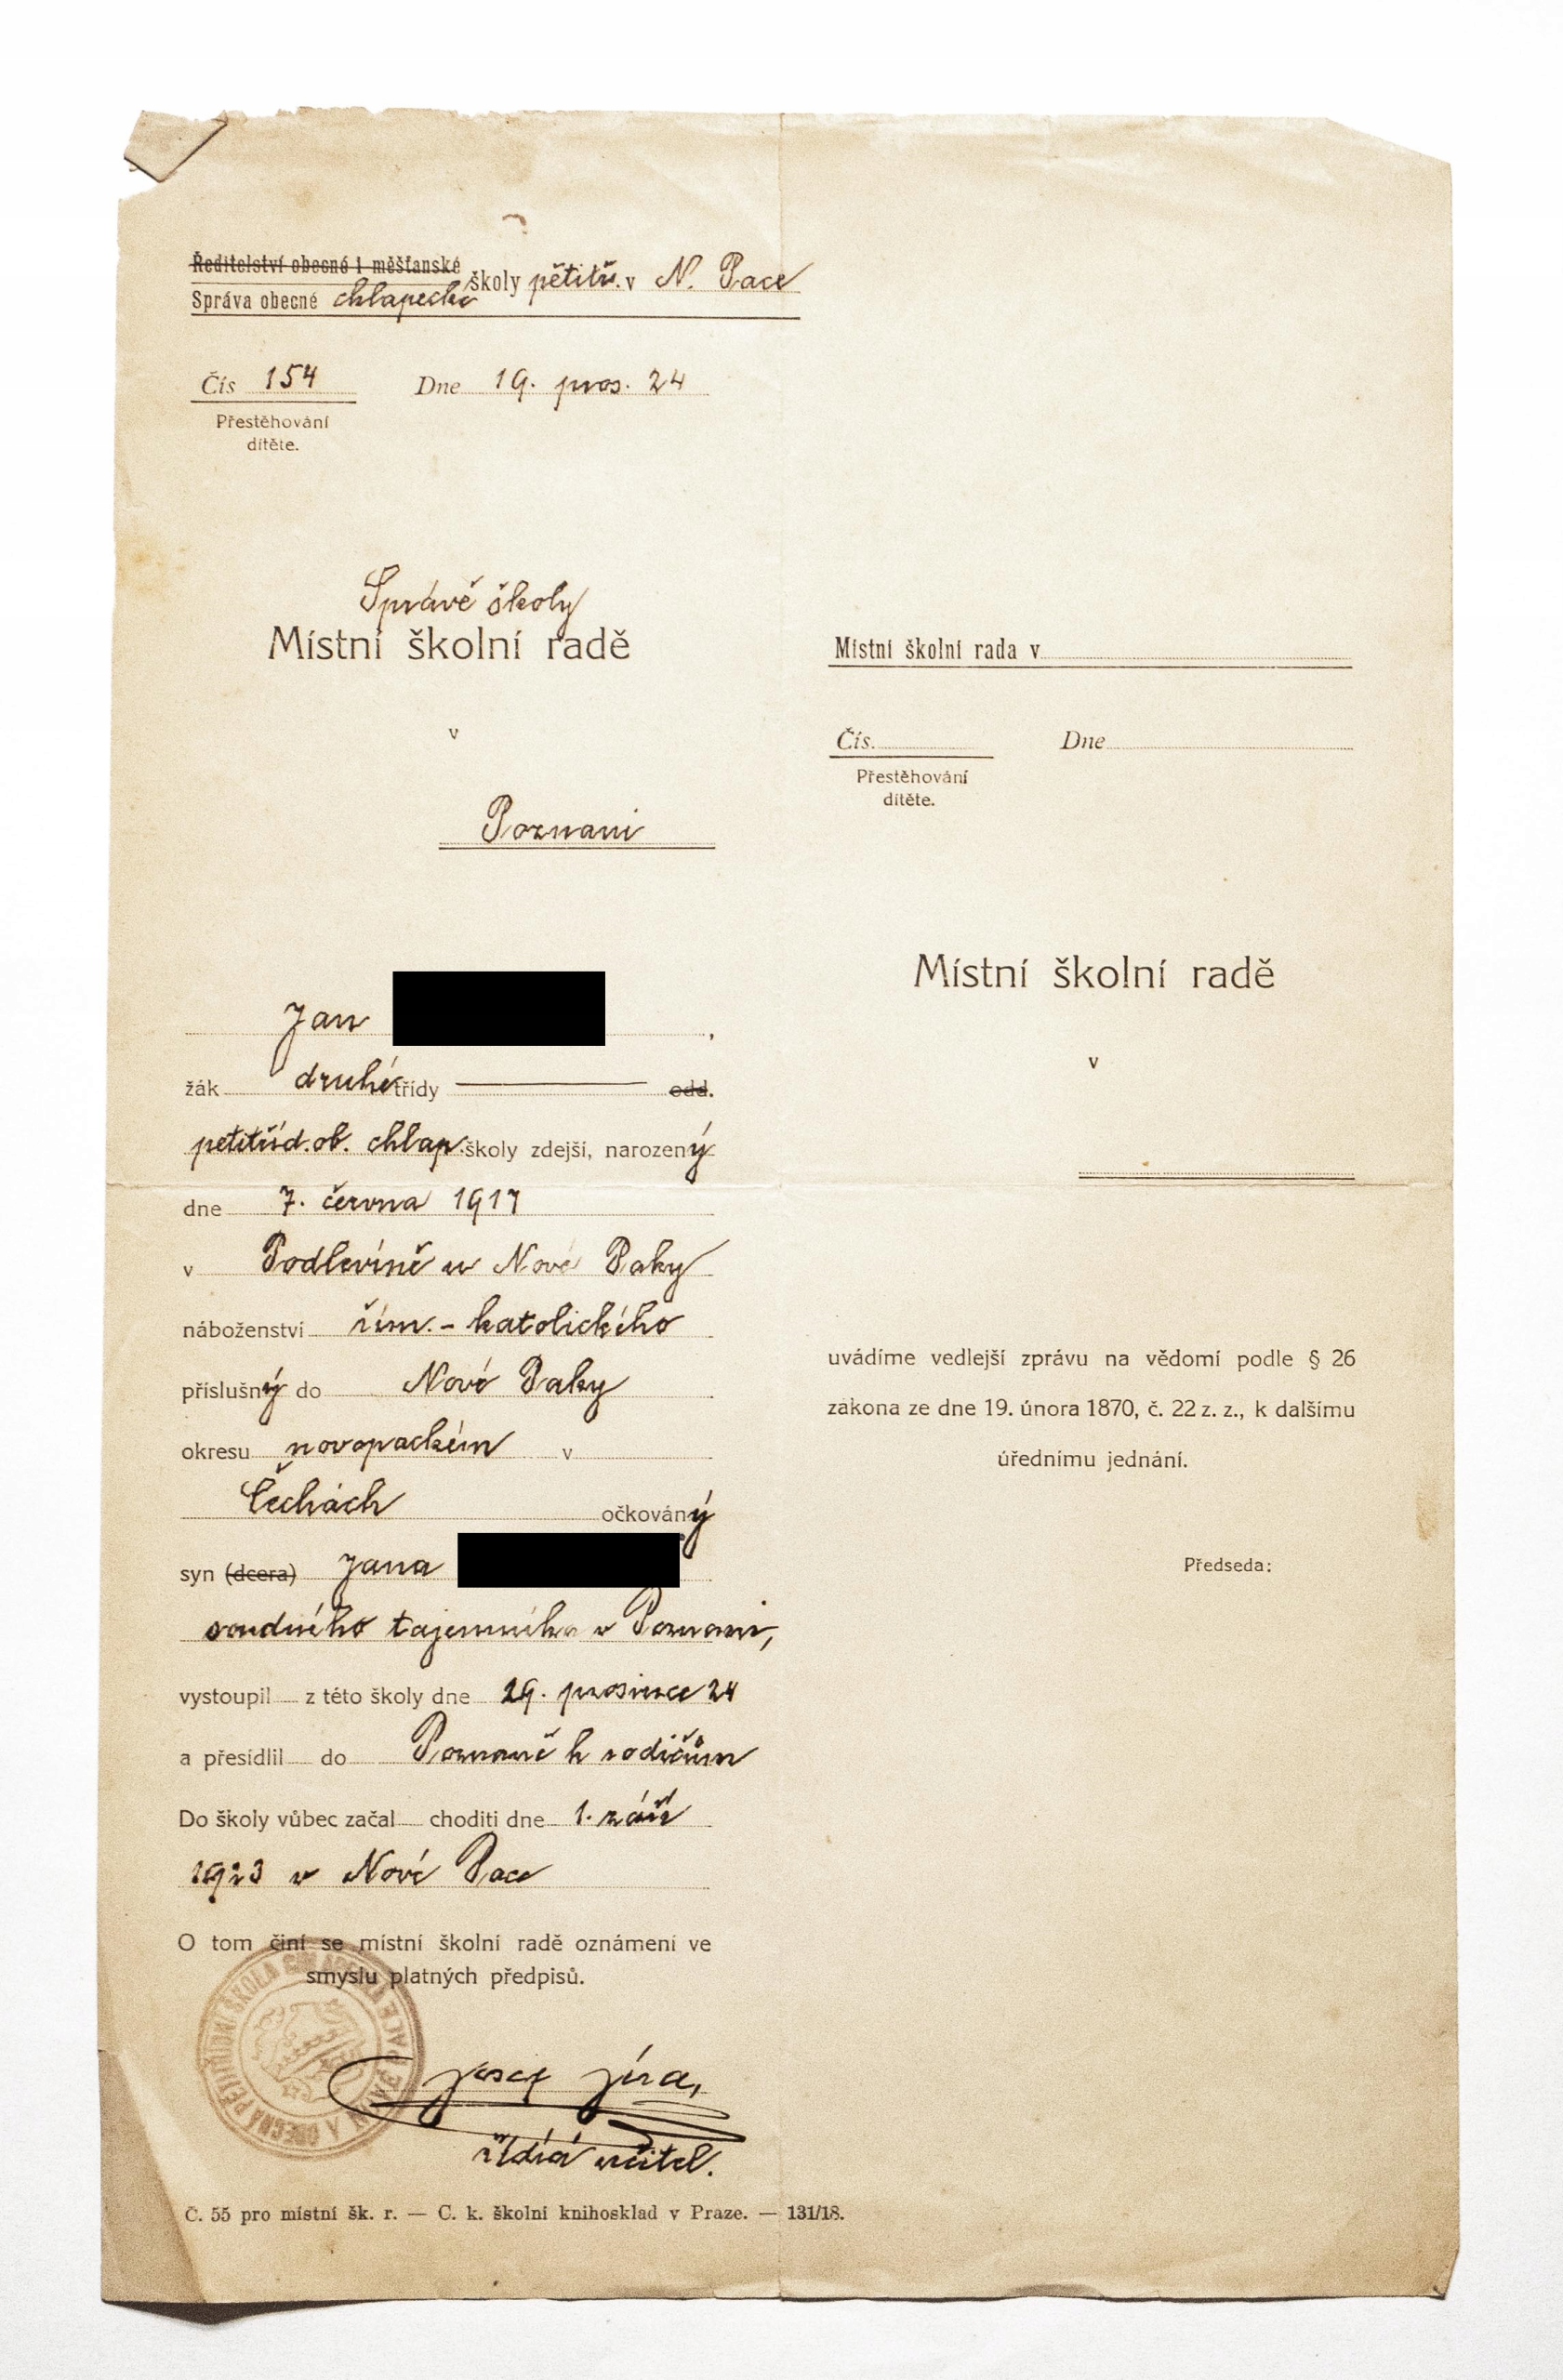 Ředitelství obecné i měšťanské
Správa obecné chlapecké školy pětitř. v N. Pace
Čís 154 Dne 19. pros. 24
Přestěhování
dítěte.
Správě školy
Místní školní radě
v
Poznani
Jan
žák druhé třídy odd.
pětitříd. ob. chlap. školy zdejší, narozený
dne 7. června 1917
v Podlevíně u Nové Paky
náboženství řím.-katolického
příslušný do Nové Paky
okresu novopackém v
Čechách očkovaný
syn (dcera) Jana
soudního tajemníka v Poznani,
vystoupil z této školy dne 19. prosince 24
a přesídlil do Poznaně k rodičům
Do školy vůbec začal choditi dne 1. září
1923 v Nové Pace
O tom činí se místní školní radě oznámení ve
smyslu platných předpisů.
Josef Jíra,
řídící učitel.
Č. 55 pro místní šk. r. — C. k. školní knihosklad v Praze. — 131/18.
Místní školní rada v
Čís. Dne
Přestěhování
dítěte.
Místní školní radě
v
uvádíme vedlejší zprávu na vědomí podle § 26
zákona ze dne 19. února 1870, č. 22 z. z., k dalšímu
úřednímu jednání.
Předseda: